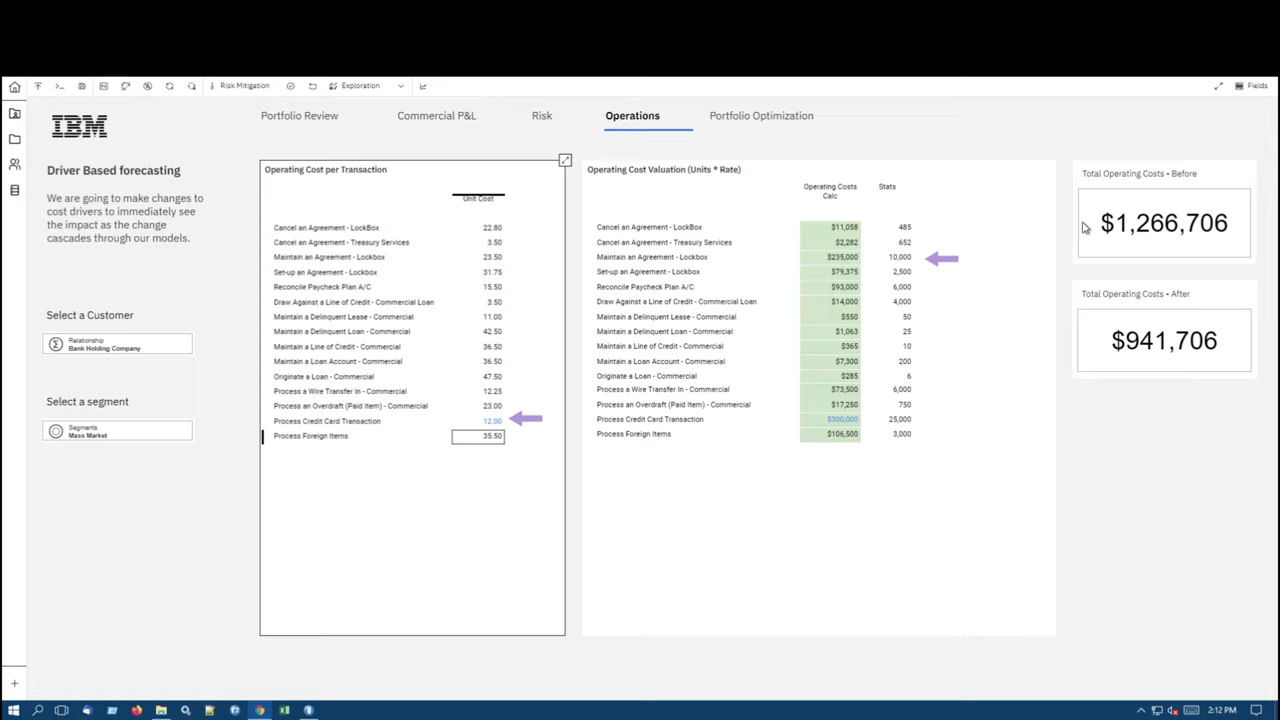 Risk Mitigation
Exploration
Fields
IBM
Portfolio Review
Commercial P&L
Risk
Operations
Portfolio Optimization
Driver Based forecasting
We are going to make changes to
cost drivers to immediately see
the impact as the change
cascades through our models.
Select a Customer
Relationship
Bank Holding Company
Select a segment
Segments
Mass Market
Operating Cost per Transaction
Unit Cost
Cancel an Agreement - LockBox 22.80
Cancel an Agreement - Treasury Services 3.50
Maintain an Agreement - Lockbox 23.50
Set-up an Agreement - Lockbox 31.75
Reconcile Paycheck Plan A/C 15.50
Draw Against a Line of Credit - Commercial Loan 3.50
Maintain a Delinquent Lease - Commercial 11.00
Maintain a Delinquent Loan - Commercial 42.50
Maintain a Line of Credit - Commercial 36.50
Maintain a Loan Account - Commercial 36.50
Originate a Loan - Commercial 47.50
Process a Wire Transfer In - Commercial 12.25
Process an Overdraft (Paid Item) - Commercial 23.00
Process Credit Card Transaction 12.00
Process Foreign Items 35.50
Operating Cost Valuation (Units * Rate)
Operating Costs Stats
Calc
Cancel an Agreement - LockBox $11,058 485
Cancel an Agreement - Treasury Services $2,282 652
Maintain an Agreement - Lockbox $235,000 10,000
Set-up an Agreement - Lockbox $79,375 2,500
Reconcile Paycheck Plan A/C $93,000 6,000
Draw Against a Line of Credit - Commercial Loan $14,000 4,000
Maintain a Delinquent Lease - Commercial $550 50
Maintain a Delinquent Loan - Commercial $1,063 25
Maintain a Line of Credit - Commercial $365 10
Maintain a Loan Account - Commercial $7,300 200
Originate a Loan - Commercial $285 6
Process a Wire Transfer In - Commercial $73,500 6,000
Process an Overdraft (Paid Item) - Commercial $17,250 750
Process Credit Card Transaction $300,000 25,000
Process Foreign Items $106,500 3,000
Total Operating Costs - Before
$1,266,706
Total Operating Costs - After
$941,706
2:12 PM